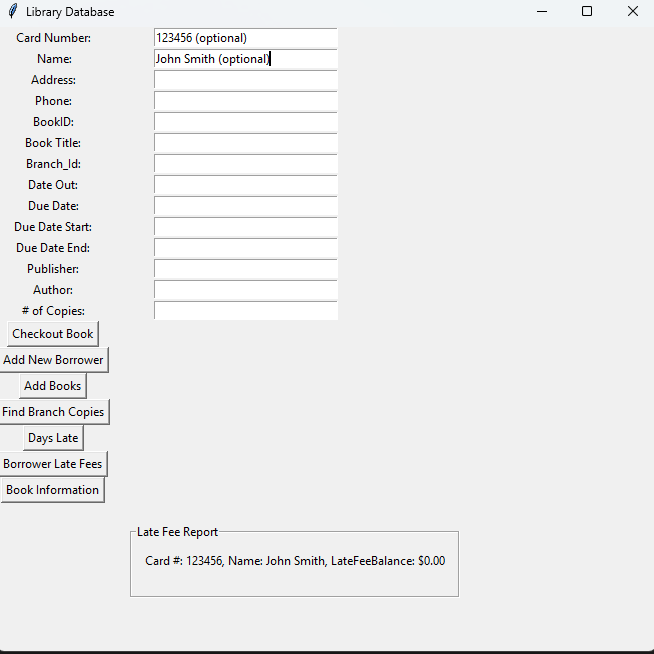 Library Database
Card Number: 123456 (optional)
Name: John Smith (optional)
Address:
Phone:
BookID:
Book Title:
Branch_Id:
Date Out:
Due Date:
Due Date Start:
Due Date End:
Publisher:
Author:
# of Copies:
Checkout Book
Add New Borrower
Add Books
Find Branch Copies
Days Late
Borrower Late Fees
Book Information
Late Fee Report
Card #: 123456, Name: John Smith, LateFeeBalance: $0.00